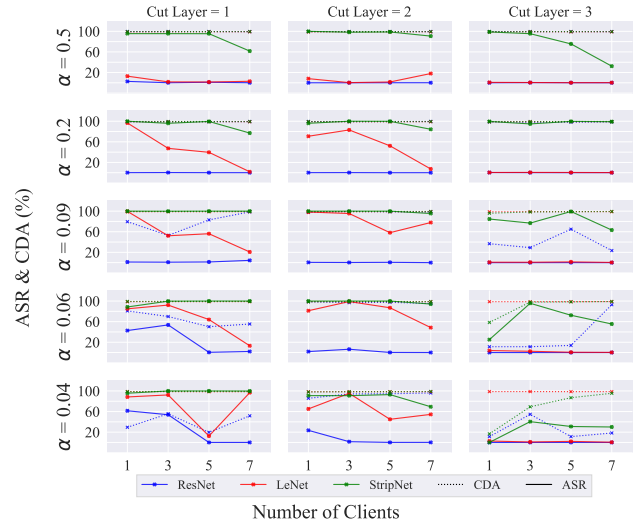 Cut Layer = 1 Cut Layer = 2 Cut Layer = 3
ASR & CDA (%)
α = 0.5
100
60
20
α = 0.2
100
60
20
α = 0.09
100
60
20
α = 0.06
100
60
20
α = 0.04
100
60
20
1 3 5 7 1 3 5 7 1 3 5 7
ResNet LeNet StripNet CDA ASR
Number of Clients